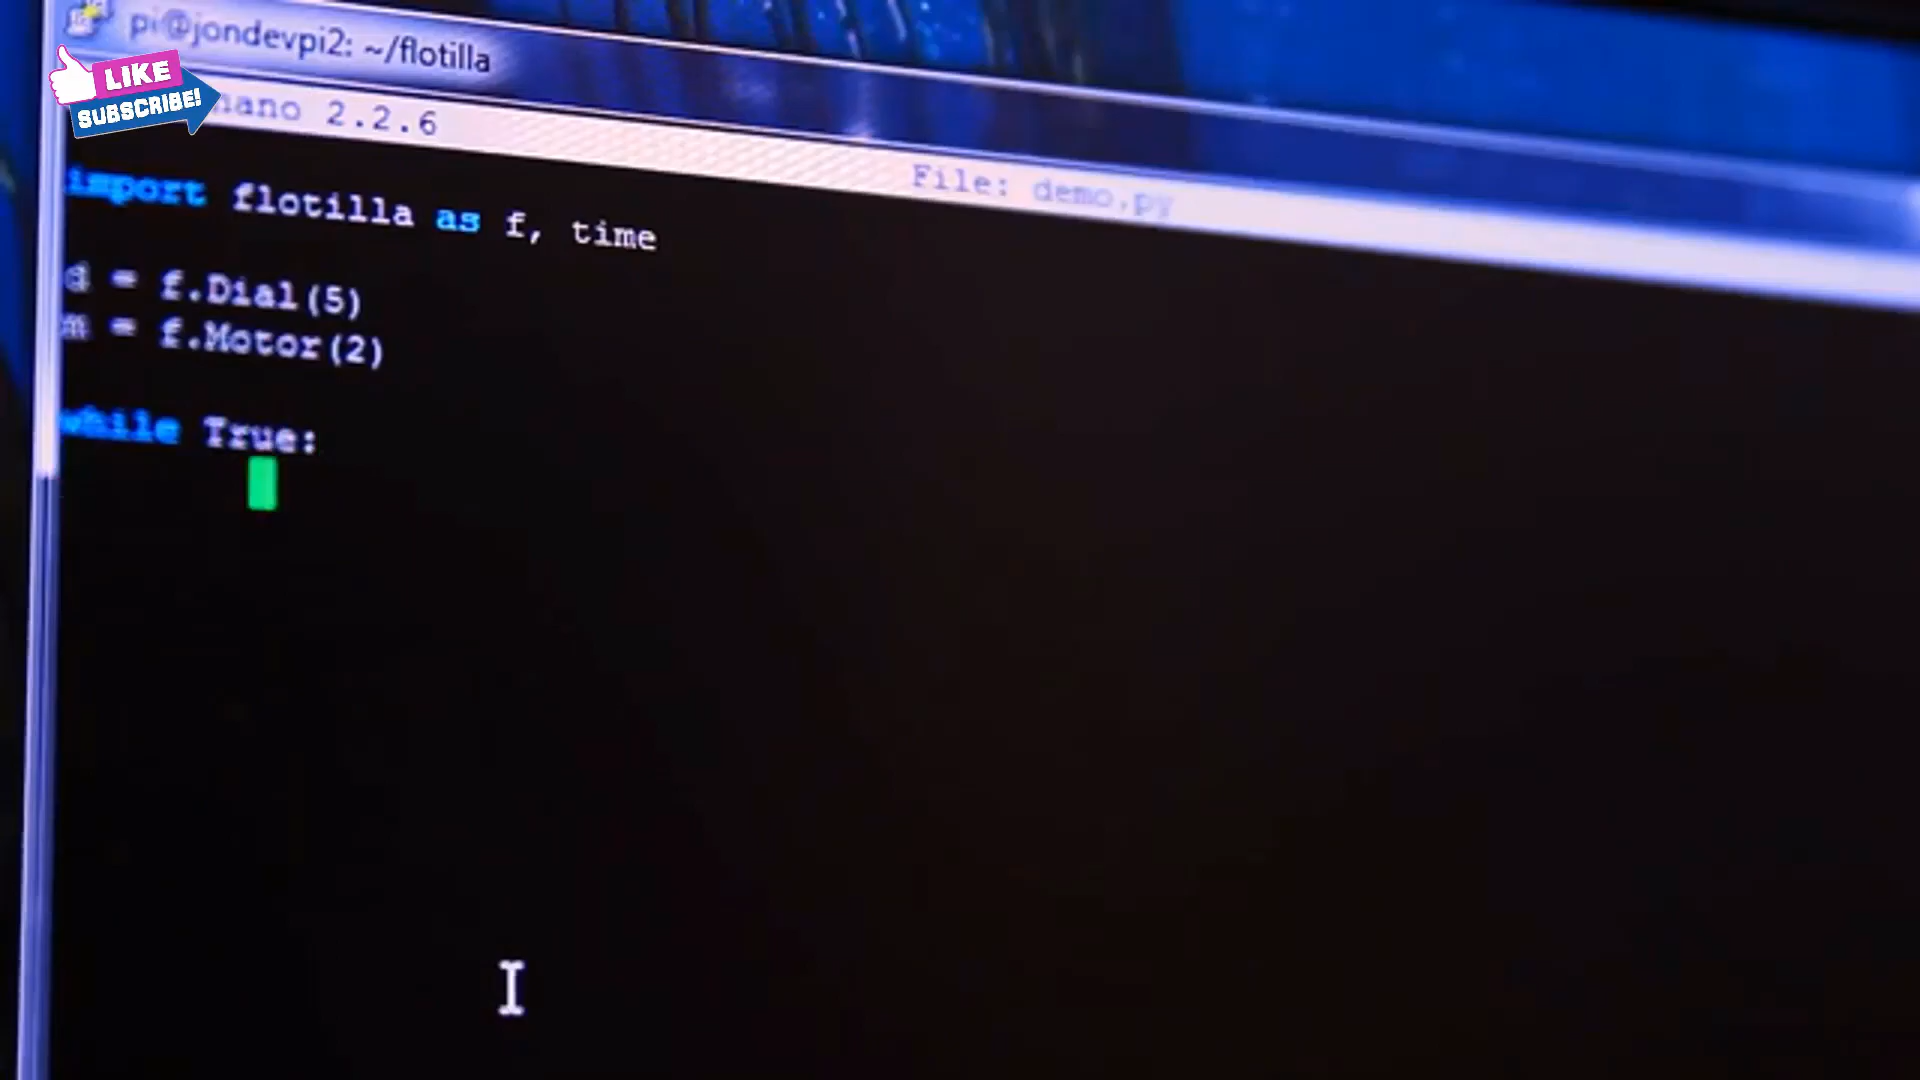 pi@jondevpi2: ~/flotilla
LIKE
SUBSCRIBE!
nano 2.2.6
File: demo.py
import flotilla as f, time
d = f.Dial(5)
m = f.Motor(2)
while True: